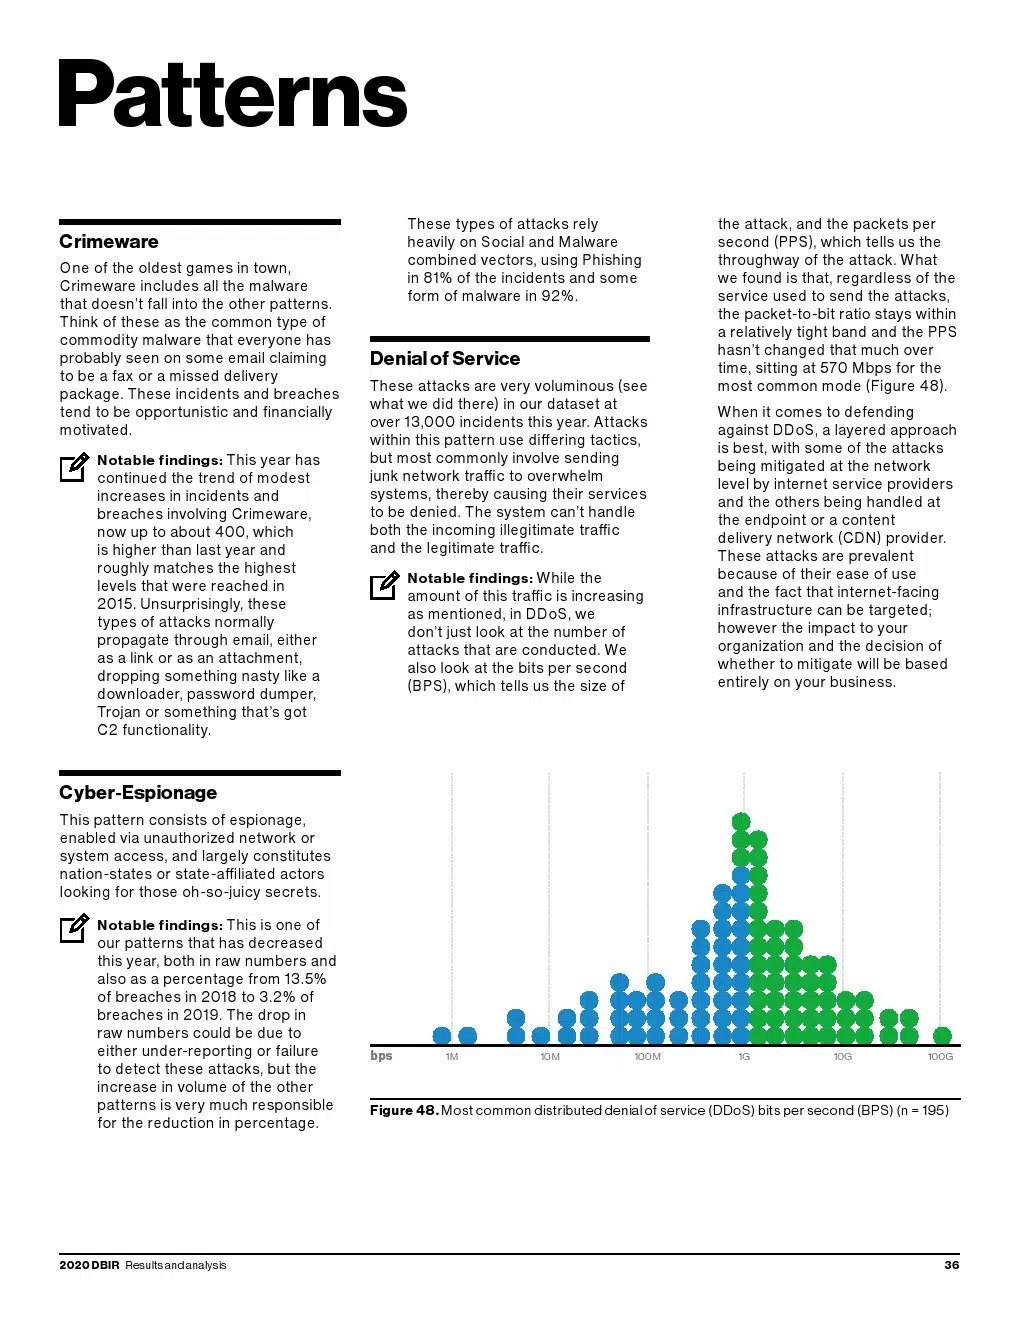 Patterns
Crimeware
One of the oldest games in town,
Crimeware includes all the malware
that doesn’t fall into the other patterns.
Think of these as the common type of
commodity malware that everyone has
probably seen on some email claiming
to be a fax or a missed delivery
package. These incidents and breaches
tend to be opportunistic and financially
motivated.
Notable findings: This year has
continued the trend of modest
increases in incidents and
breaches involving Crimeware,
now up to about 400, which
is higher than last year and
roughly matches the highest
levels that were reached in
2015. Unsurprisingly, these
types of attacks normally
propagate through email, either
as a link or as an attachment,
dropping something nasty like a
downloader, password dumper,
Trojan or something that’s got
C2 functionality.
Cyber-Espionage
This pattern consists of espionage,
enabled via unauthorized network or
system access, and largely constitutes
nation-states or state-affiliated actors
looking for those oh-so-juicy secrets.
Notable findings: This is one of
our patterns that has decreased
this year, both in raw numbers and
also as a percentage from 13.5%
of breaches in 2018 to 3.2% of
breaches in 2019. The drop in
raw numbers could be due to
either under-reporting or failure
to detect these attacks, but the
increase in volume of the other
patterns is very much responsible
for the reduction in percentage.
These types of attacks rely
heavily on Social and Malware
combined vectors, using Phishing
in 81% of the incidents and some
form of malware in 92%.
Denial of Service
These attacks are very voluminous (see
what we did there) in our dataset at
over 13,000 incidents this year. Attacks
within this pattern use differing tactics,
but most commonly involve sending
junk network traffic to overwhelm
systems, thereby causing their services
to be denied. The system can’t handle
both the incoming illegitimate traffic
and the legitimate traffic.
Notable findings: While the
amount of this traffic is increasing
as mentioned, in DDoS, we
don’t just look at the number of
attacks that are conducted. We
also look at the bits per second
(BPS), which tells us the size of
the attack, and the packets per
second (PPS), which tells us the
throughway of the attack. What
we found is that, regardless of the
service used to send the attacks,
the packet-to-bit ratio stays within
a relatively tight band and the PPS
hasn’t changed that much over
time, sitting at 570 Mbps for the
most common mode (Figure 48).
When it comes to defending
against DDoS, a layered approach
is best, with some of the attacks
being mitigated at the network
level by internet service providers
and the others being handled at
the endpoint or a content
delivery network (CDN) provider.
These attacks are prevalent
because of their ease of use
and the fact that internet-facing
infrastructure can be targeted;
however the impact to your
organization and the decision of
whether to mitigate will be based
entirely on your business.
bps 1M 10M 100M 1G 10G 100G
Figure 48. Most common distributed denial of service (DDoS) bits per second (BPS) (n = 195)
2020 DBIR Results and analysis 36